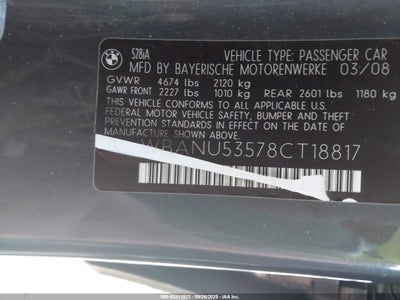 528iA
VEHICLE TYPE: PASSENGER CAR
MFD BY BAYERISCHE MOTORENWERKE 03/08
GVWR 4674 lbs 2120 kg
GAWR FRONT 2227 lbs 1010 kg REAR 2601 lbs 1180 kg
THIS VEHICLE CONFORMS TO ALL APPLICABLE U.S.
FEDERAL MOTOR VEHICLE SAFETY, BUMPER AND THEFT
PREVENTION STANDARDS IN EFFECT ON THE DATE OF
MANUFACTURE SHOWN ABOVE.
WBANU53578CT18817